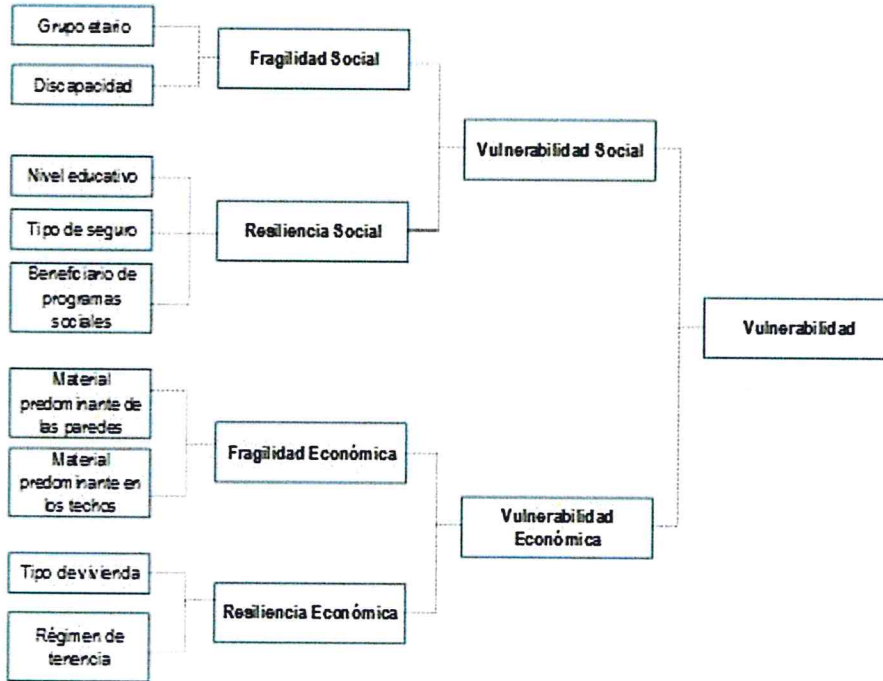 Grupo etario
Discapacidad
Fragilidad Social
Nivel educativo
Tipo de seguro
Beneficiario de
programas
sociales
Resiliencia Social
Vulnerabilidad Social
Material
predominante de
las paredes
Material
predominante en
los techos
Fragilidad Económica
Tipo de vivienda
Régimen de
tenencia
Resiliencia Económica
Vulnerabilidad
Económica
Vulnerabilidad